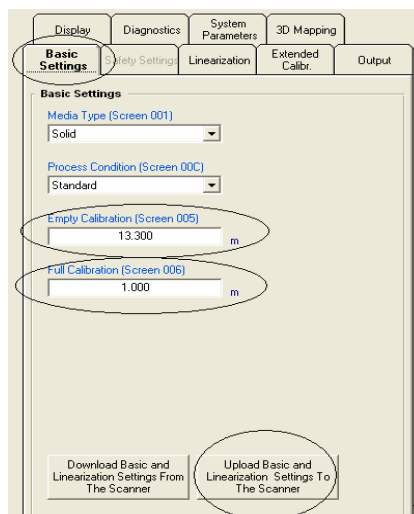 Display
Diagnostics
System
Parameters
3D Mapping
Basic
Settings
Safety Settings
Linearization
Extended
Calibr.
Output
Basic Settings
Media Type (Screen 001)
Solid
Process Condition (Screen 00C)
Standard
Empty Calibration (Screen 005)
13.300 m
Full Calibration (Screen 006)
1.000 m
Download Basic and
Linearization Settings From
The Scanner
Upload Basic and
Linearization Settings To
The Scanner